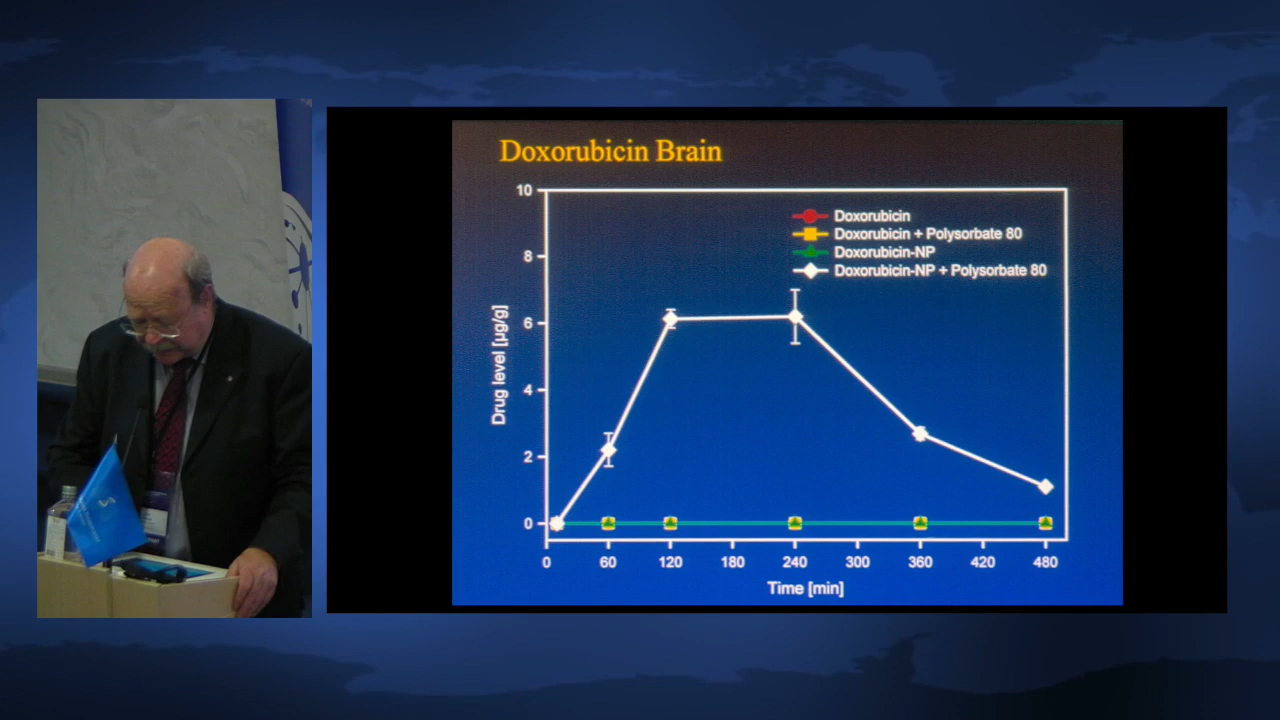 Doxorubicin Brain
10
8
6
4
2
0
Drug level [µg/g]
Doxorubicin
Doxorubicin + Polysorbate 80
Doxorubicin-NP
Doxorubicin-NP + Polysorbate 80
0 60 120 180 240 300 360 420 480
Time [min]